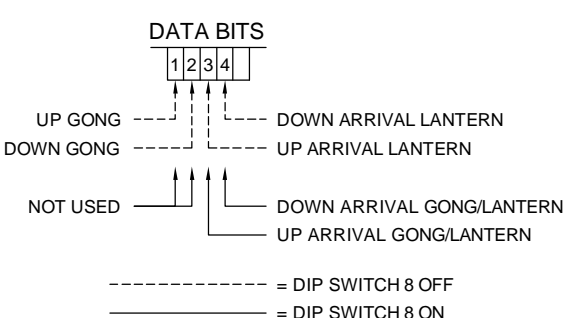 DATA BITS
1 2 3 4
UP GONG DOWN ARRIVAL LANTERN
DOWN GONG UP ARRIVAL LANTERN
NOT USED DOWN ARRIVAL GONG/LANTERN
UP ARRIVAL GONG/LANTERN
= DIP SWITCH 8 OFF
= DIP SWITCH 8 ON